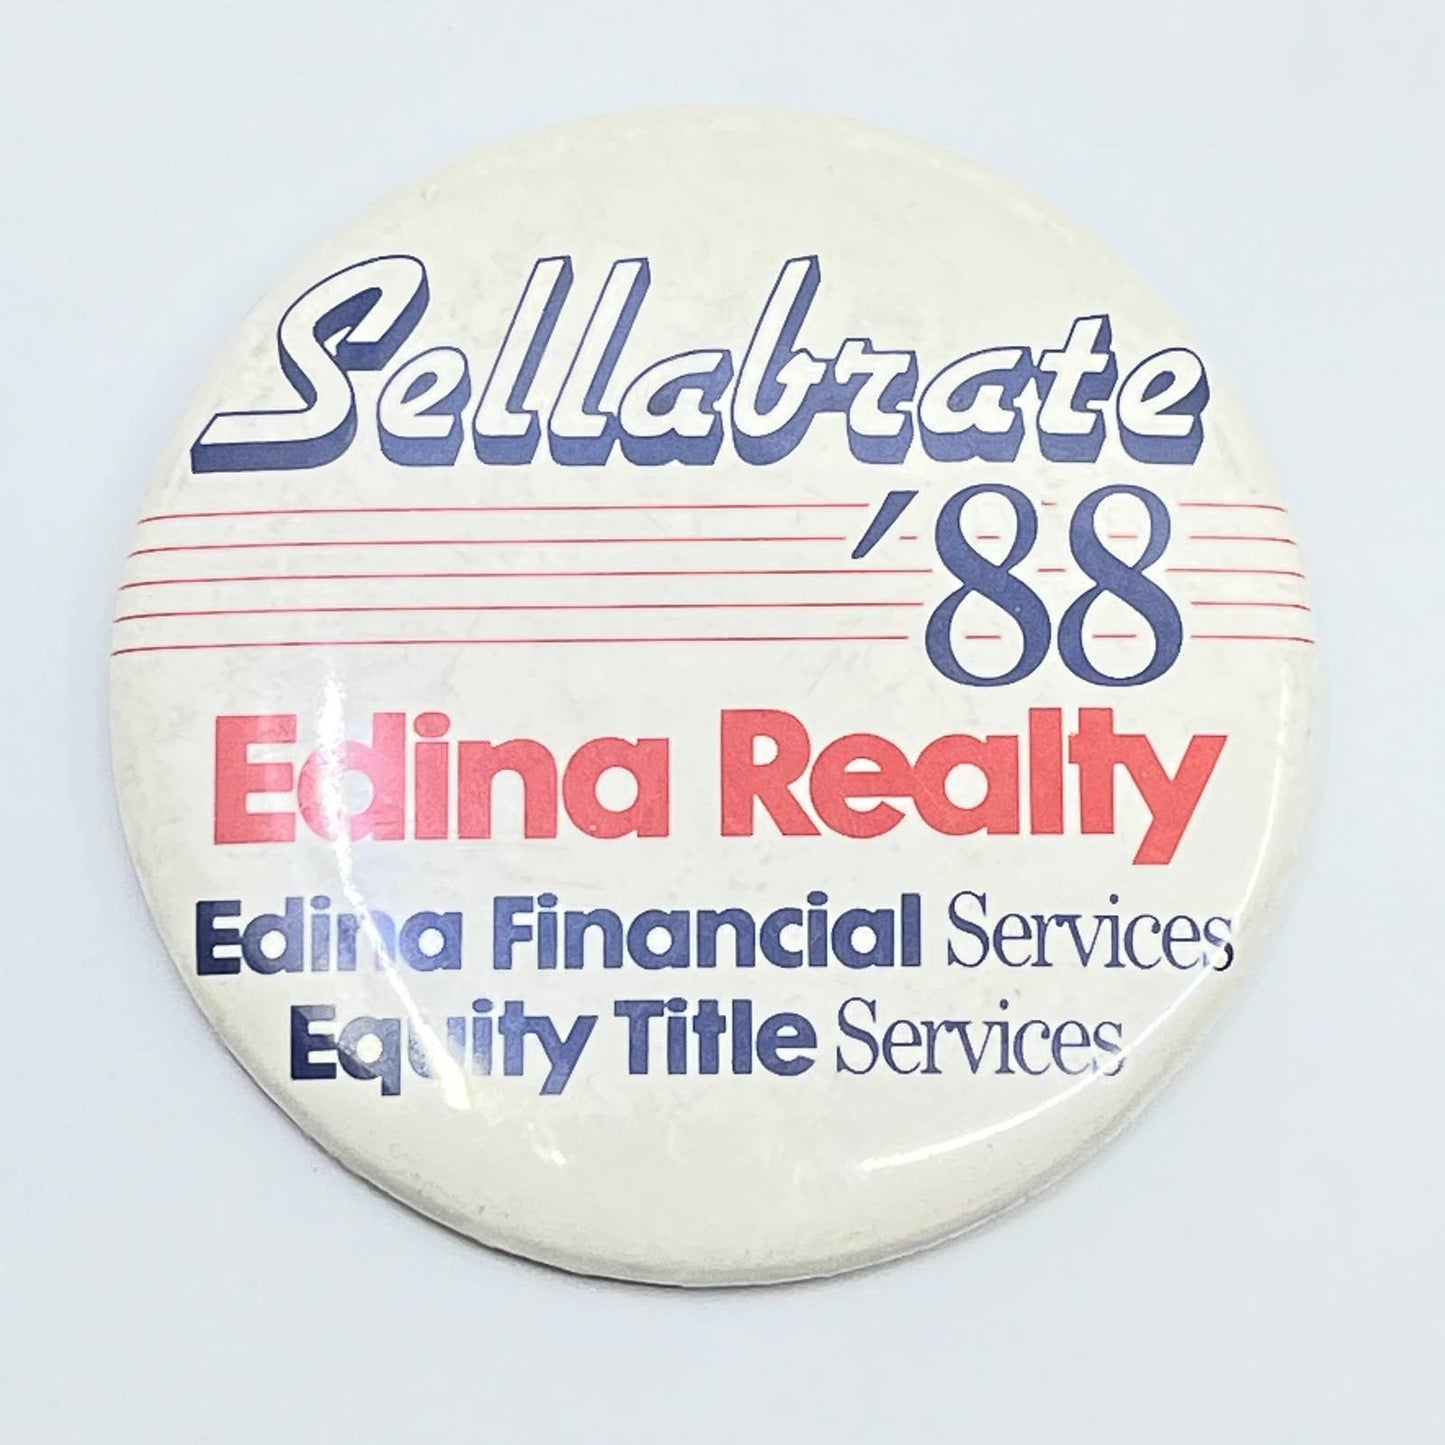 Sellabrate
'88
Edina Realty
Edina Financial Services
Equity Title Services